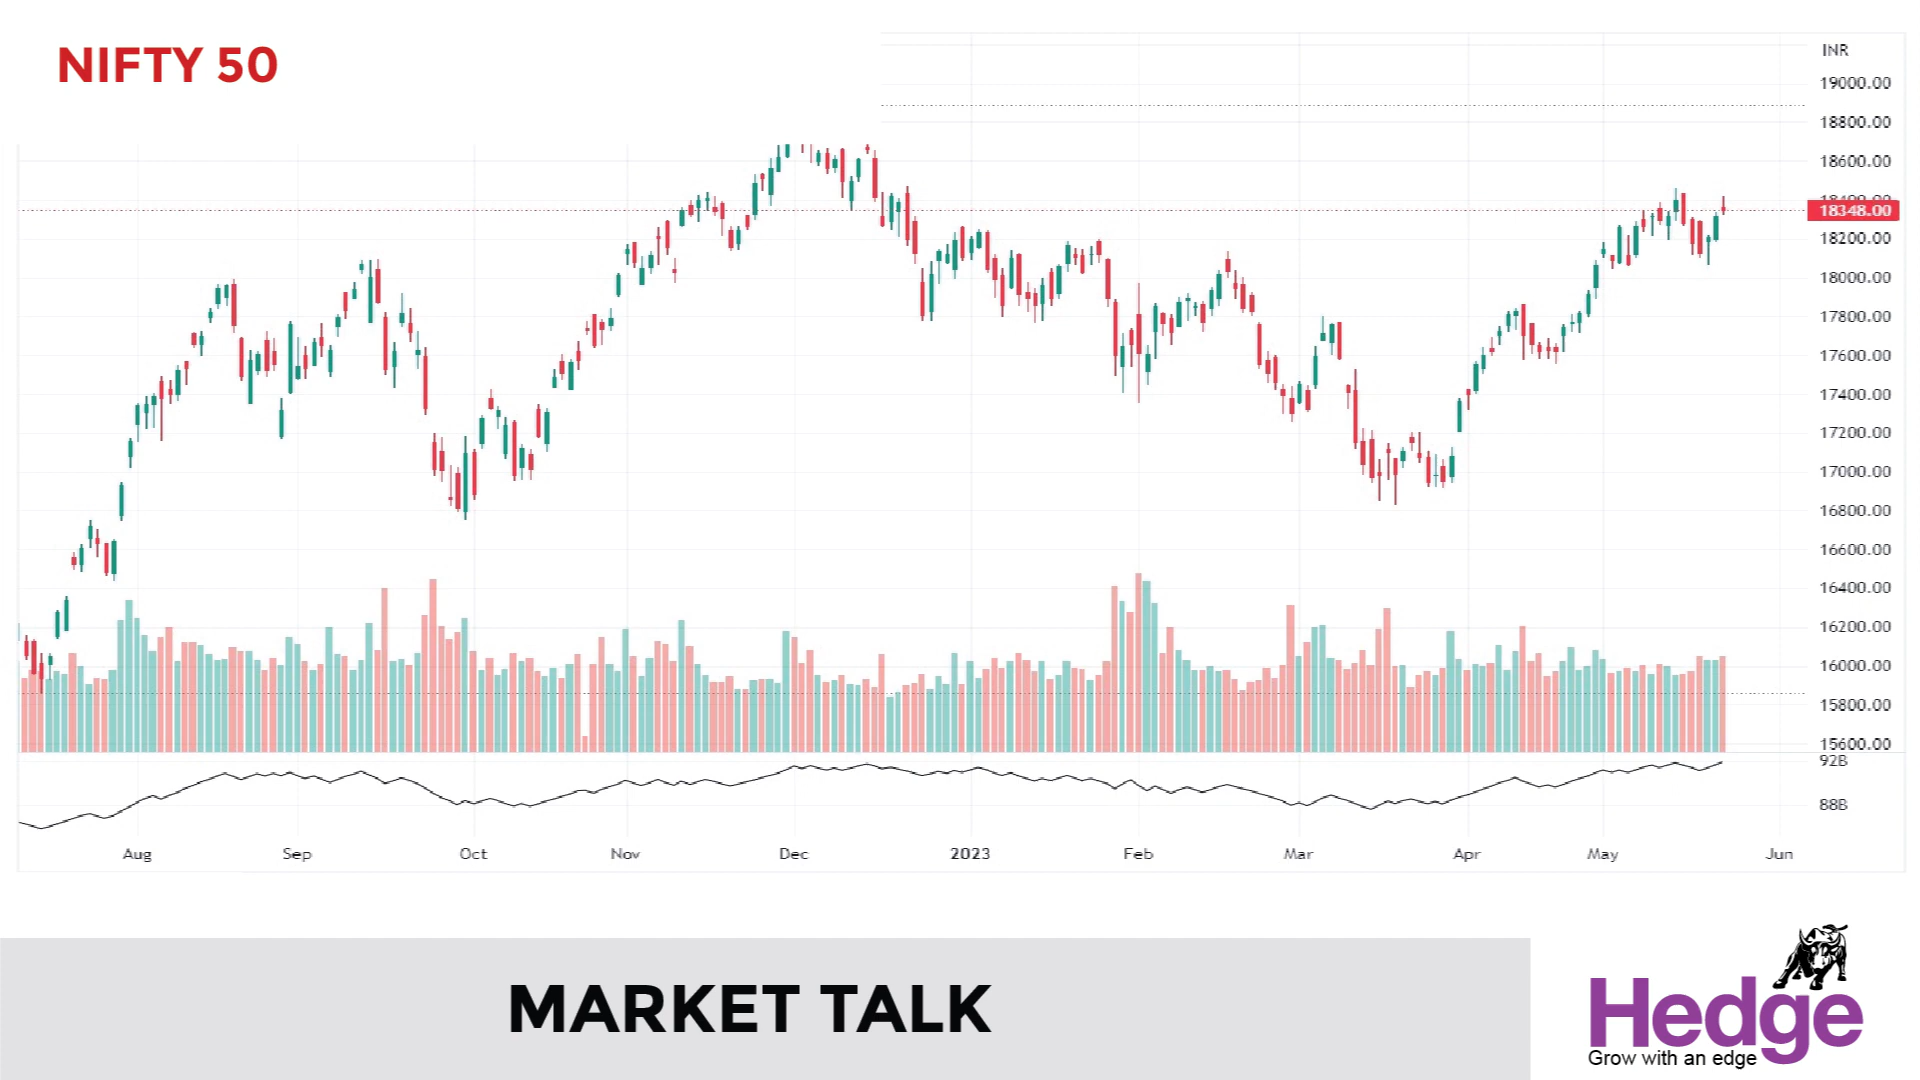 NIFTY 50
INR
19000.00
18800.00
18600.00
18400.00
18348.00
18200.00
18000.00
17800.00
17600.00
17400.00
17200.00
17000.00
16800.00
16600.00
16400.00
16200.00
16000.00
15800.00
15600.00
92B
88B
Aug Sep Oct Nov Dec 2023 Feb Mar Apr May Jun
MARKET TALK
Hedge
Grow with an edge